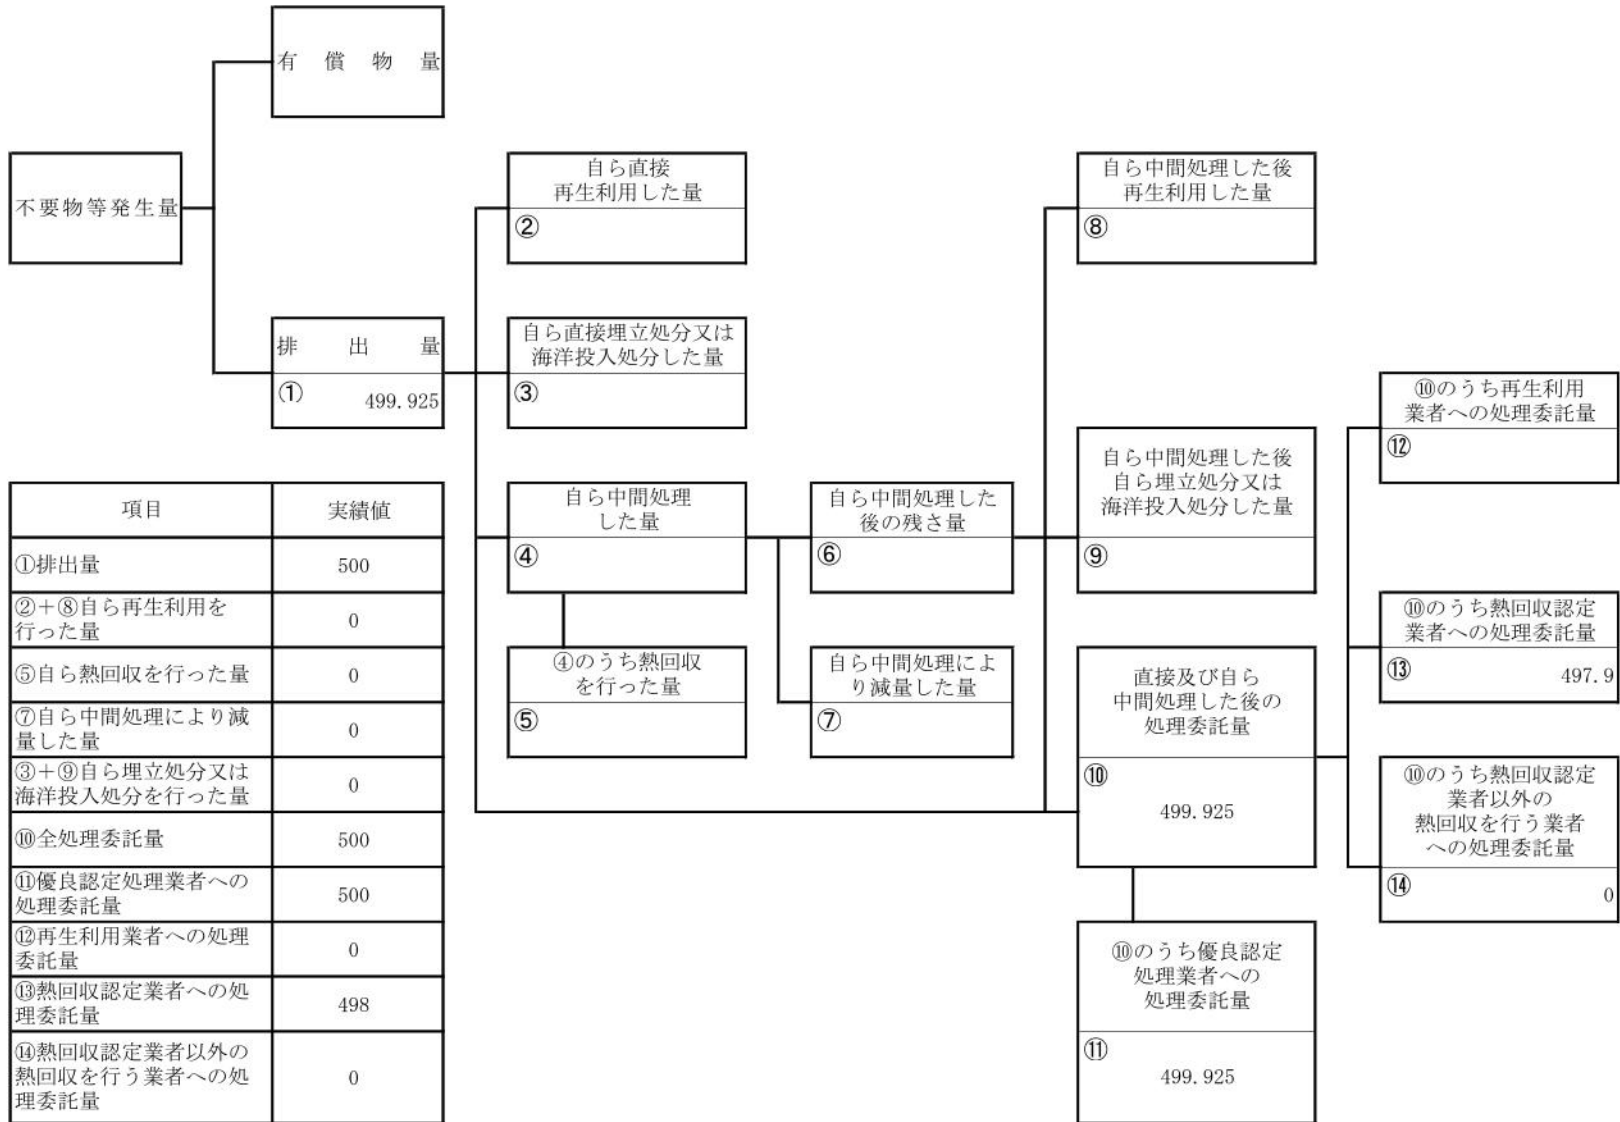 有償物量
不要物等発生量
排出量
① 499.925
自ら直接
再生利用した量
②
自ら直接埋立処分又は
海洋投入処分した量
③
自ら中間処理
した量
④
④のうち熱回収
を行った量
⑤
自ら中間処理した
後の残さ量
⑥
自ら中間処理によ
り減量した量
⑦
自ら中間処理した後
再生利用した量
⑧
自ら中間処理した後
自ら埋立処分又は
海洋投入処分した量
⑨
直接及び自ら
中間処理した後の
処理委託量
⑩
499.925
⑩のうち優良認定
処理業者への
処理委託量
⑪
499.925
⑩のうち再生利用
業者への処理委託量
⑫
⑩のうち熱回収認定
業者への処理委託量
⑬ 497.9
⑩のうち熱回収認定
業者以外の
熱回収を行う業者
への処理委託量
⑭ 0
項目 実績値
①排出量 500
②+⑧自ら再生利用を
行った量 0
⑤自ら熱回収を行った量 0
⑦自ら中間処理により減
量した量 0
③+⑨自ら埋立処分又は
海洋投入処分を行った量 0
⑩全処理委託量 500
⑪優良認定処理業者への
処理委託量 500
⑫再生利用業者への処理
委託量 0
⑬熱回収認定業者への処
理委託量 498
⑭熱回収認定業者以外の
熱回収を行う業者への処
理委託量 0